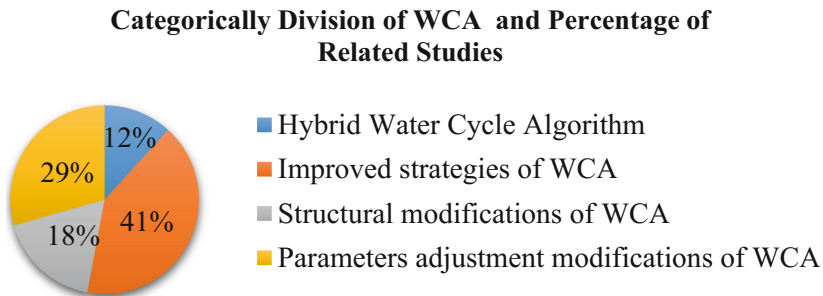 Categorically Division of WCA and Percentage of
Related Studies
12%
29%
18%
41%
Hybrid Water Cycle Algorithm
Improved strategies of WCA
Structural modifications of WCA
Parameters adjustment modifications of WCA